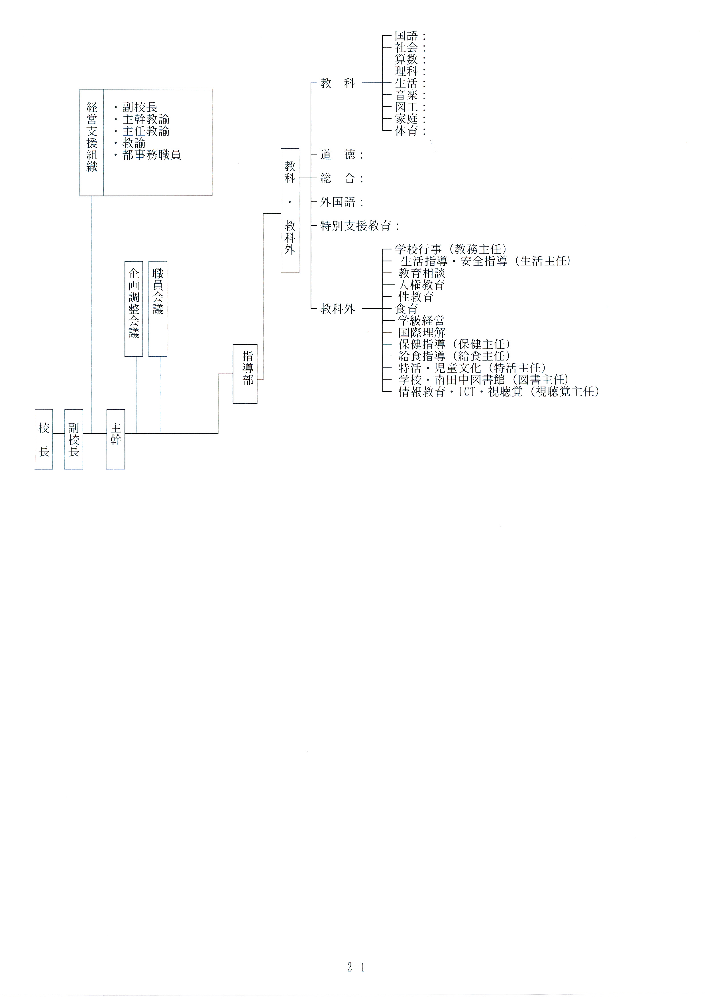 国語：
社会：
算数：
理科：
教　科
生活：
音楽：
図工：
家庭：
体育：
経営支援組織
・副校長
・主幹教諭
・主任教諭
・教諭
・都事務職員
教科・教科外
道　徳：
総　合：
外国語：
特別支援教育：
学校行事（教務主任）
生活指導・安全指導（生活主任）
教育相談
人権教育
性教育
教科外
食育
学級経営
国際理解
保健指導（保健主任）
給食指導（給食主任）
特活・児童文化（特活主任）
学校・南田中図書館（図書主任）
情報教育・ICT・視聴覚（視聴覚主任）
企画調整会議
職員会議
指導部
校　長
副校長
主幹
2-1